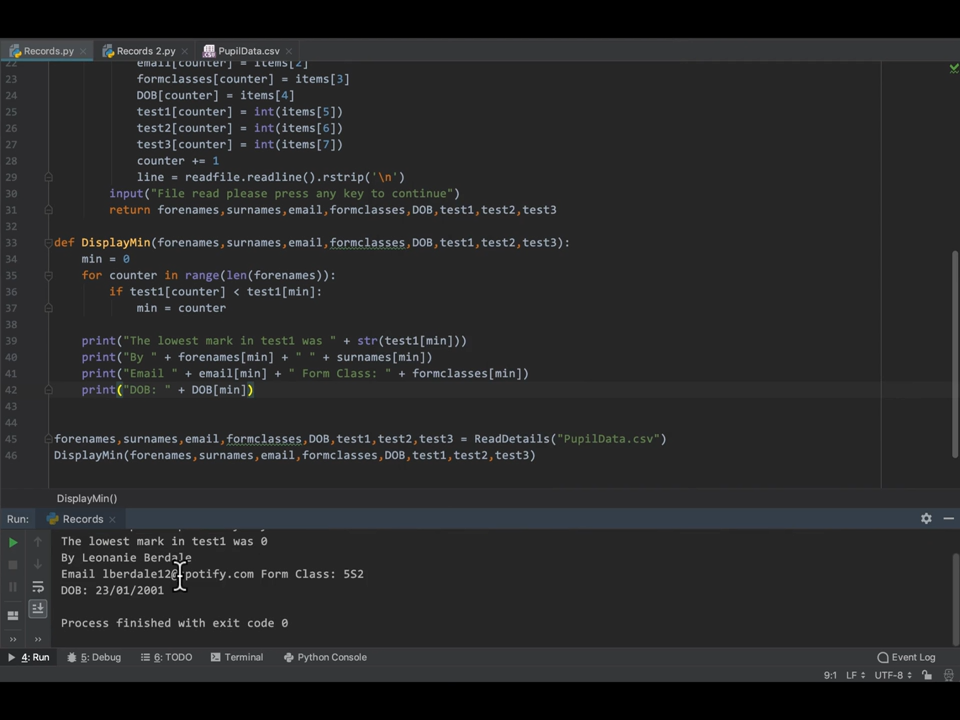 Records.py
Records 2.py
PupilData.csv
22 email[counter] = items[2]
23 formclasses[counter] = items[3]
24 DOB[counter] = items[4]
25 test1[counter] = int(items[5])
26 test2[counter] = int(items[6])
27 test3[counter] = int(items[7])
28 counter += 1
29 line = readfile.readline().rstrip('\n')
30 input("File read please press any key to continue")
31 return forenames,surnames,email,formclasses,DOB,test1,test2,test3
32
33 def DisplayMin(forenames,surnames,email,formclasses,DOB,test1,test2,test3):
34 min = 0
35 for counter in range(len(forenames)):
36 if test1[counter] < test1[min]:
37 min = counter
38
39 print("The lowest mark in test1 was " + str(test1[min]))
40 print("By " + forenames[min] + " " + surnames[min])
41 print("Email " + email[min] + " Form Class: " + formclasses[min])
42 print("DOB: " + DOB[min])
43
44
45 forenames,surnames,email,formclasses,DOB,test1,test2,test3 = ReadDetails("PupilData.csv")
46 DisplayMin(forenames,surnames,email,formclasses,DOB,test1,test2,test3)
DisplayMin()
Run: Records
The lowest mark in test1 was 0
By Leonanie Berdale
Email Form Class: 5S2
DOB: 23/01/2001
Process finished with exit code 0
4: Run 5: Debug 6: TODO Terminal Python Console Event Log
9:1 LF UTF-8